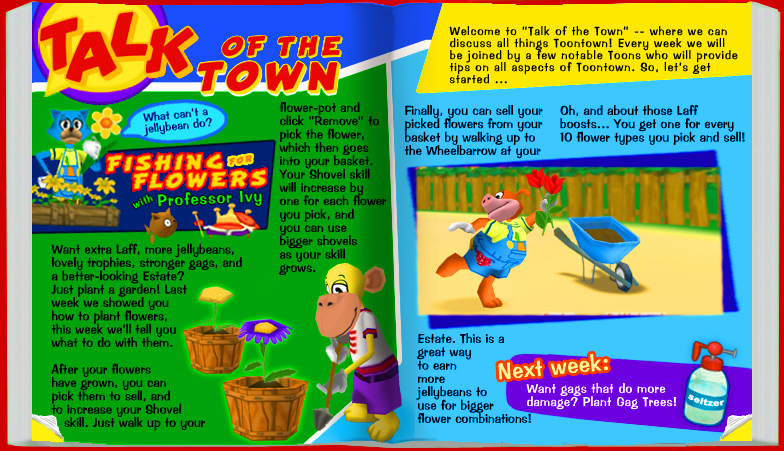 TALK
OF THE
TOWN
What can't a
jellybean do?
FISHING FOR
FLOWERS
with Professor Ivy
Want extra Laff, more jellybeans,
lovely trophies, stronger gags, and
a better-looking Estate?
Just plant a garden! Last
week we showed you
how to plant flowers,
this week we'll tell you
what to do with them.
After your flowers
have grown, you can
pick them to sell, and
to increase your Shovel
skill. Just walk up to your
flower-pot and
click "Remove" to
pick the flower,
which then goes
into your basket.
Your Shovel skill
will increase by
one for each flower
you pick, and
you can use
bigger shovels
as your skill
grows.
Welcome to "Talk of the Town" -- where we can
discuss all things Toontown! Every week we will
be joined by a few notable Toons who will provide
tips on all aspects of Toontown. So, let's get
started ...
Finally, you can sell your
picked flowers from your
basket by walking up to
the Wheelbarrow at your
Estate. This is a
great way
to earn
more
jellybeans to
use for bigger
flower combinations!
Oh, and about those Laff
boosts... You get one for every
10 flower types you pick and sell!
Next week:
Want gags that do more
damage? Plant Gag Trees!
seltzer